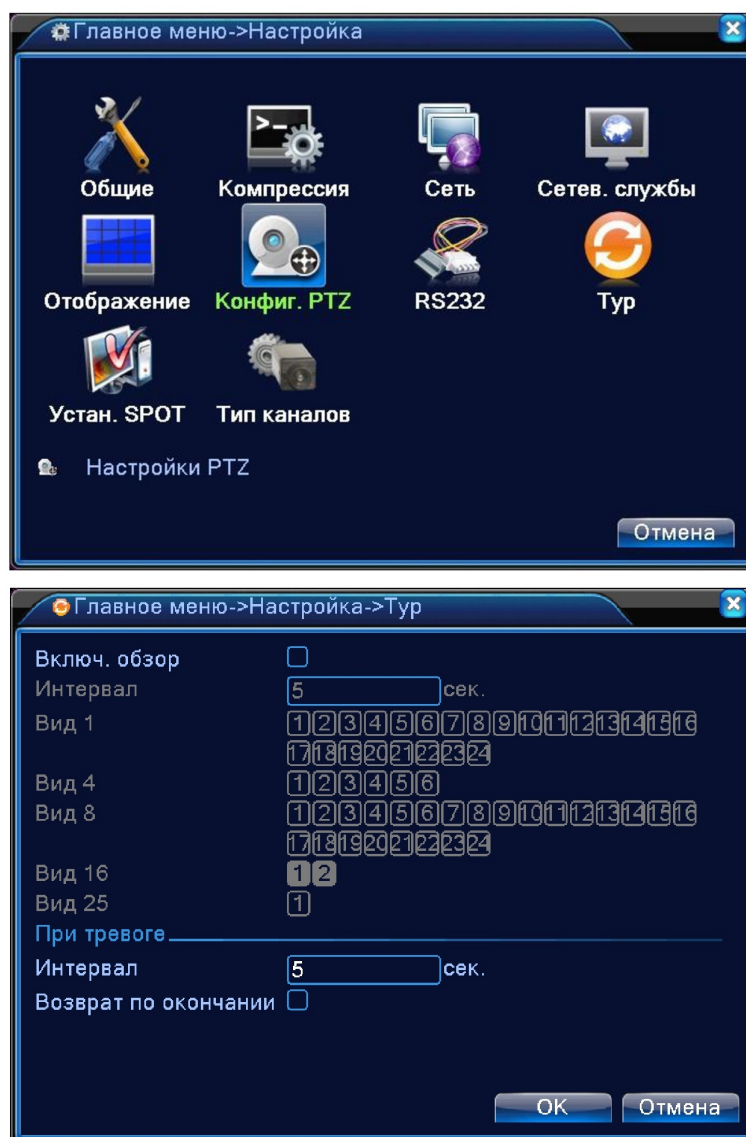 Главное меню->Настройка
Общие Компрессия Сеть Сетев. службы
Отображение Конфиг. PTZ RS232 Тур
Устан. SPOT Тип каналов
Настройки PTZ
Отмена
Главное меню->Настройка->Тур
Включ. обзор
Интервал 5 сек.
Вид 1 1 2 3 4 5 6 7 8 9 10 11 12 13 14 15 16
17 18 19 20 21 22 23 24
Вид 4 1 2 3 4 5 6
Вид 8 1 2 3 4 5 6 7 8 9 10 11 12 13 14 15 16
17 18 19 20 21 22 23 24
Вид 16 1 2
Вид 25 1
При тревоге
Интервал 5 сек.
Возврат по окончании
OK Отмена